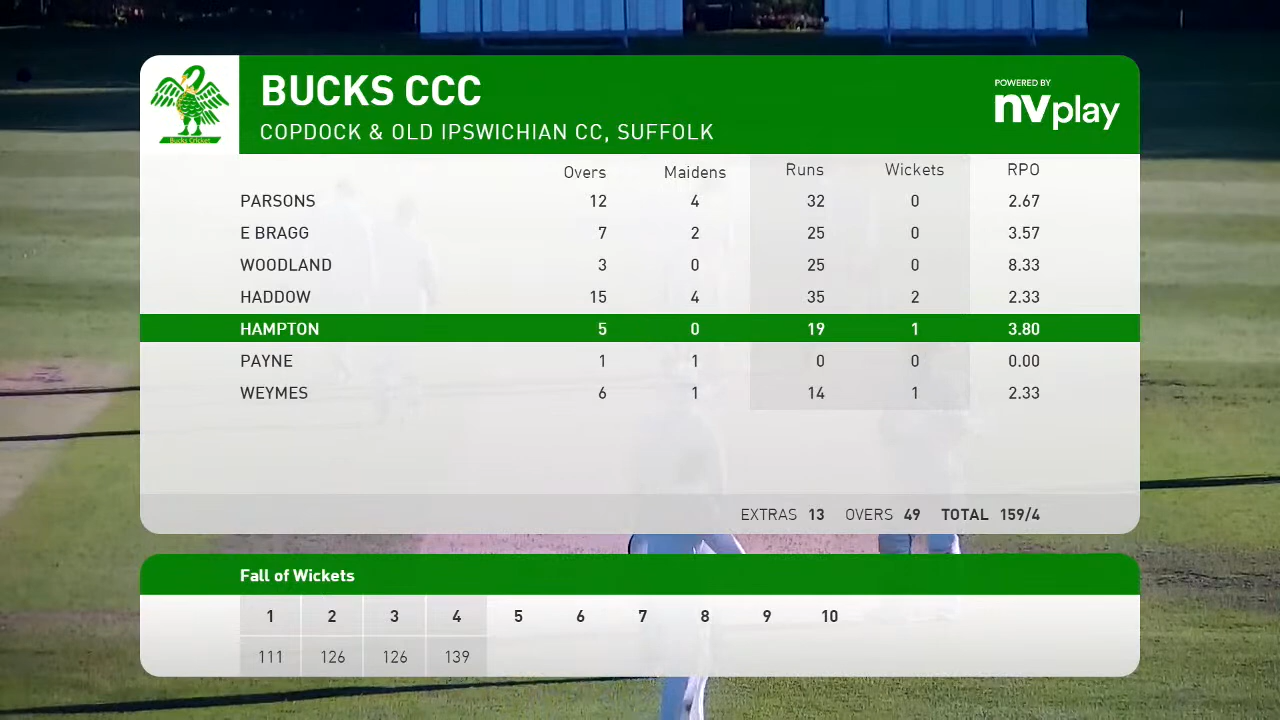 BUCKS CCC
COPDOCK & OLD IPSWICHIAN CC, SUFFOLK
POWERED BY
nvplay
Bucks Cricket
Overs Maidens Runs Wickets RPO
PARSONS 12 4 32 0 2.67
E BRAGG 7 2 25 0 3.57
WOODLAND 3 0 25 0 8.33
HADDOW 15 4 35 2 2.33
HAMPTON 5 0 19 1 3.80
PAYNE 1 1 0 0 0.00
WEYMES 6 1 14 1 2.33
EXTRAS 13 OVERS 49 TOTAL 159/4
Fall of Wickets
1 2 3 4 5 6 7 8 9 10
111 126 126 139